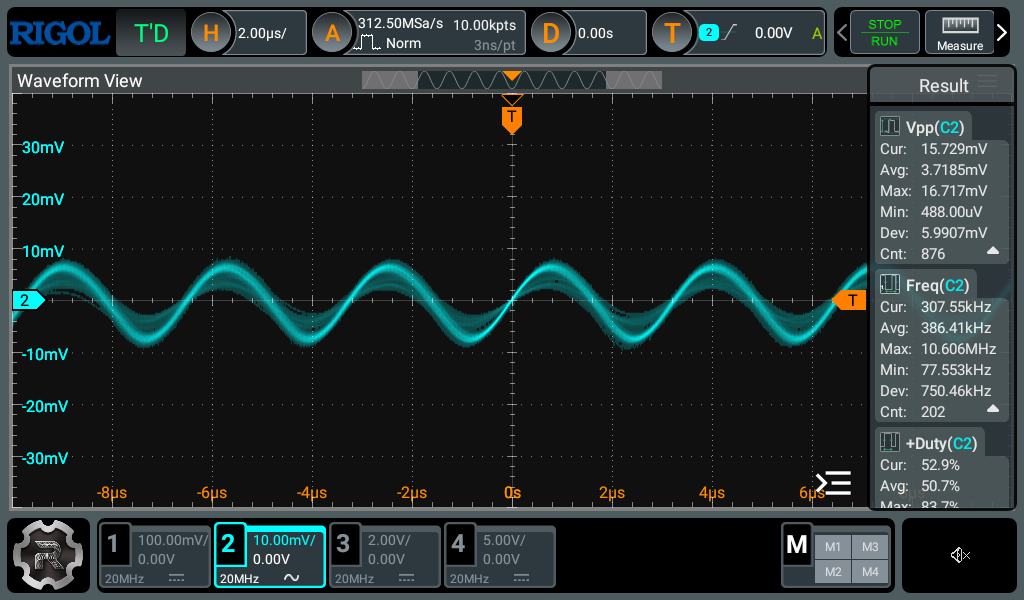 RIGOL T'D H 2.00µs/ A 312.50MSa/s 10.00kpts D 0.00s T 2 0.00V A STOP
Norm 3ns/pt RUN Measure
Waveform View
Result
T
30mV
20mV
10mV
2
T
-10mV
-20mV
-30mV
-8µs -6µs -4µs -2µs 0s 2µs 4µs 6µs
Vpp(C2)
Cur: 15.729mV
Avg: 3.7185mV
Max: 16.717mV
Min: 488.00uV
Dev: 5.9907mV
Cnt: 876
Freq(C2)
Cur: 307.55kHz
Avg: 386.41kHz
Max: 10.606MHz
Min: 77.553kHz
Dev: 750.46kHz
Cnt: 202
+Duty(C2)
Cur: 52.9%
Avg: 50.7%
Max: 83.7%
R
1 100.00mV/
0.00V
20MHz
2 10.00mV/
0.00V
20MHz
3 2.00V/
0.00V
20MHz
4 5.00V/
0.00V
20MHz
M M1 M3
M2 M4